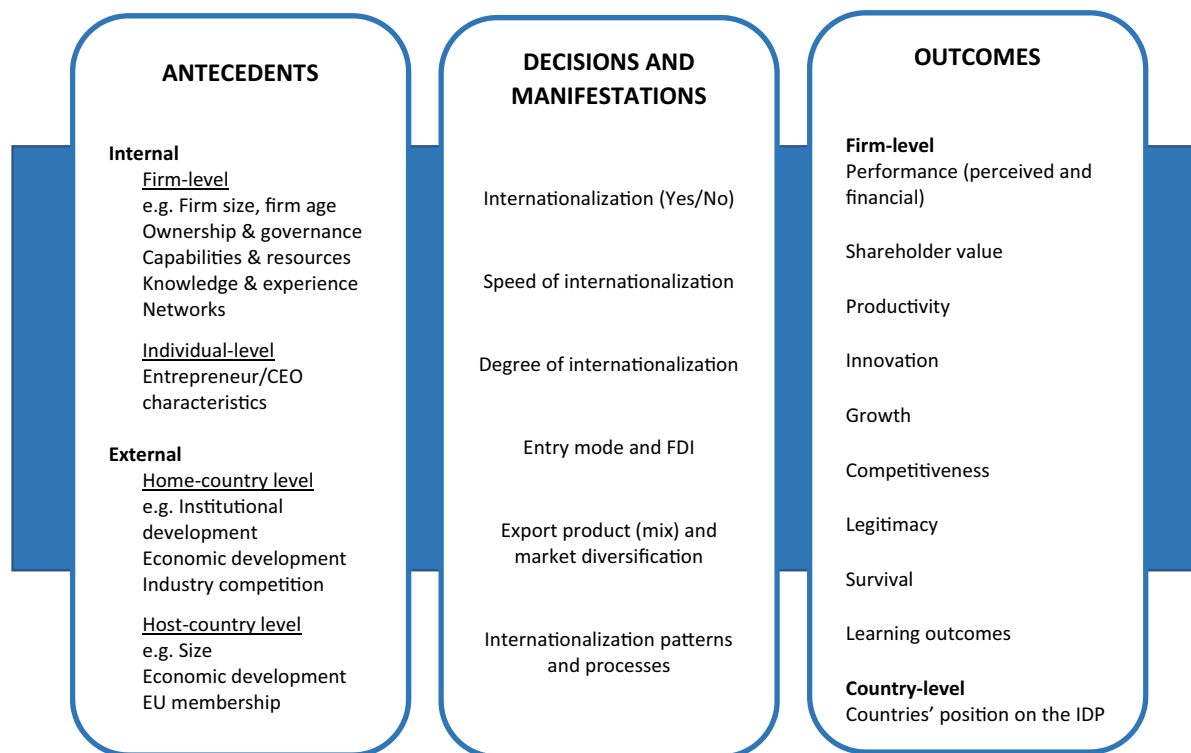 ANTECEDENTS
Internal
Firm-level
e.g. Firm size, firm age
Ownership & governance
Capabilities & resources
Knowledge & experience
Networks
Individual-level
Entrepreneur/CEO
characteristics
External
Home-country level
e.g. Institutional
development
Economic development
Industry competition
Host-country level
e.g. Size
Economic development
EU membership
DECISIONS AND
MANIFESTATIONS
Internationalization (Yes/No)
Speed of internationalization
Degree of internationalization
Entry mode and FDI
Export product (mix) and
market diversification
Internationalization patterns
and processes
OUTCOMES
Firm-level
Performance (perceived and
financial)
Shareholder value
Productivity
Innovation
Growth
Competitiveness
Legitimacy
Survival
Learning outcomes
Country-level
Countries’ position on the IDP